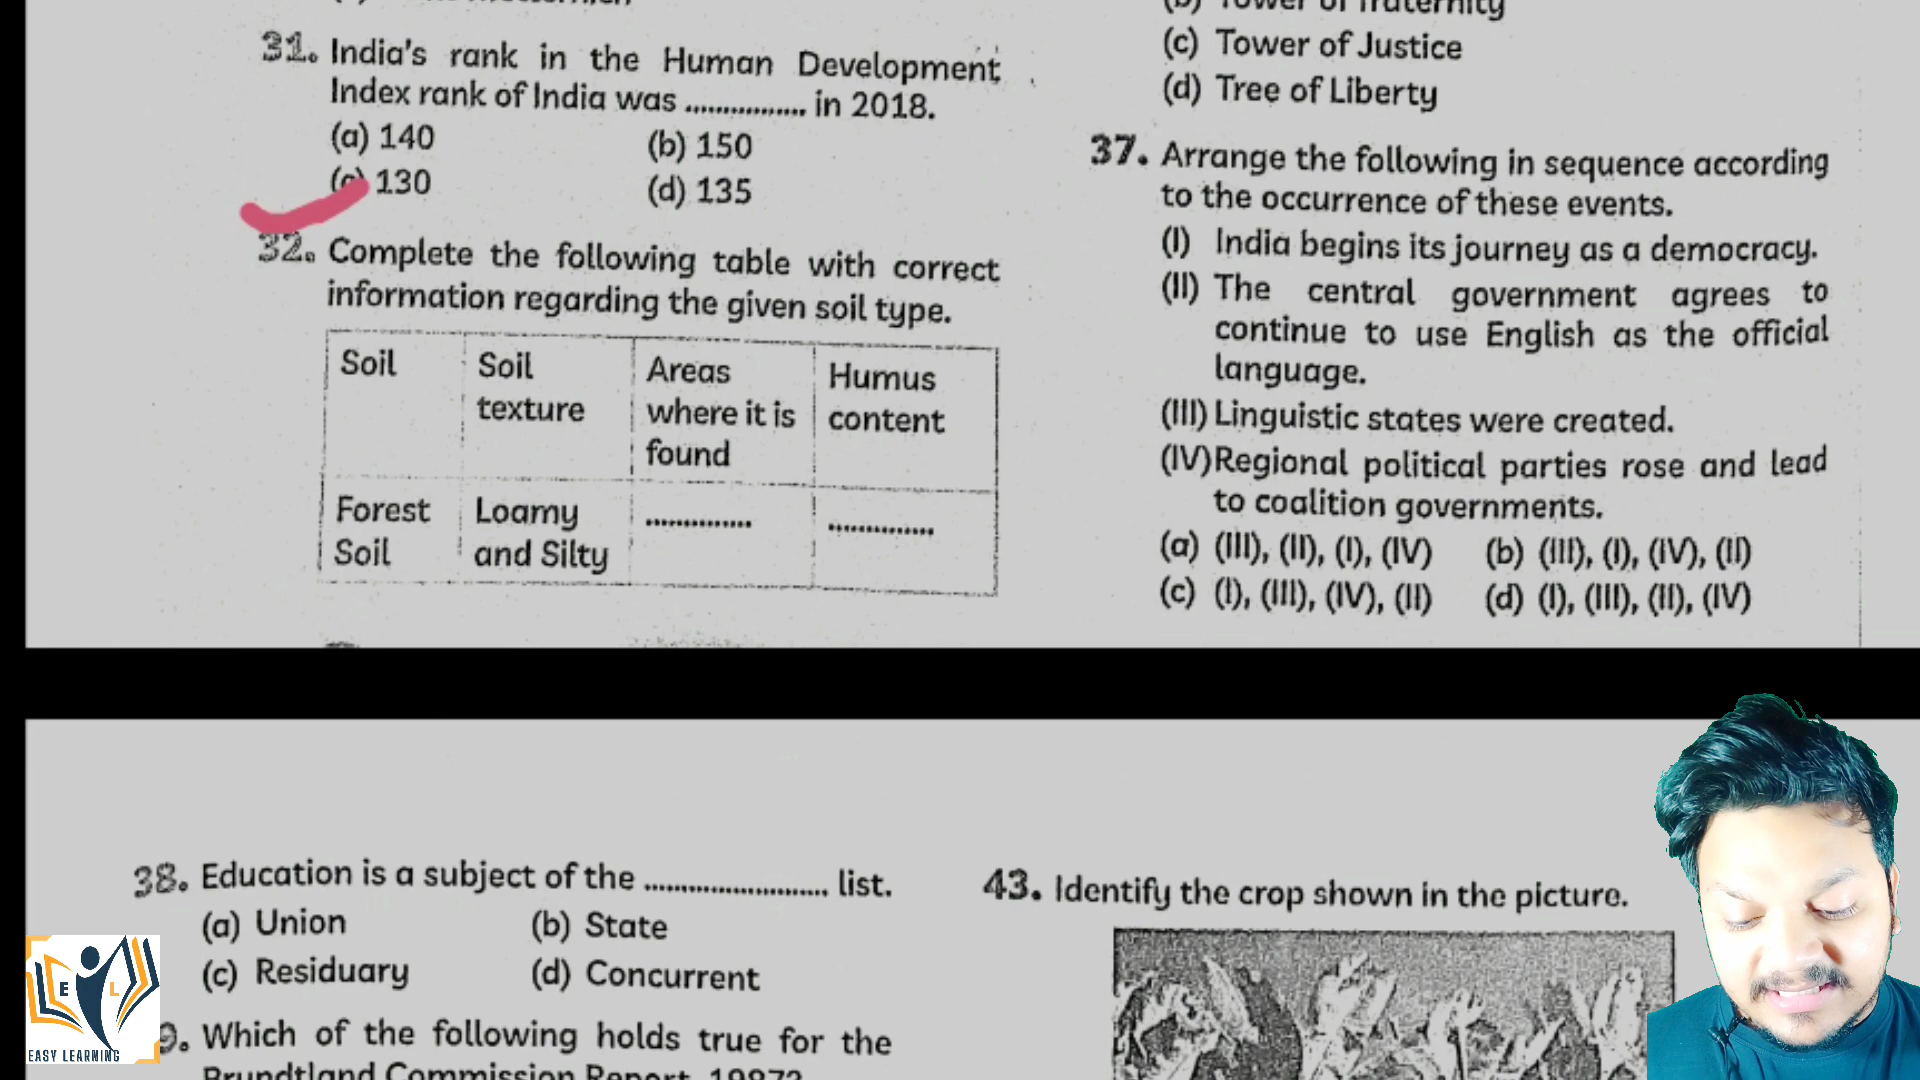 31. India's rank in the Human Development
Index rank of India was ................ in 2018.
(a) 140 (b) 150
(c) 130 (d) 135
32. Complete the following table with correct
information regarding the given soil type.
Soil Soil texture Areas where it is found Humus content
Forest Soil Loamy and Silty .............. ..............
(c) Tower of Justice
(d) Tree of Liberty
37. Arrange the following in sequence according
to the occurrence of these events.
(I) India begins its journey as a democracy.
(II) The central government agrees to
continue to use English as the official
language.
(III) Linguistic states were created.
(IV) Regional political parties rose and lead
to coalition governments.
(a) (III), (II), (I), (IV) (b) (III), (I), (IV), (II)
(c) (I), (III), (IV), (II) (d) (I), (III), (II), (IV)
38. Education is a subject of the ........................ list.
(a) Union (b) State
(c) Residuary (d) Concurrent
9. Which of the following holds true for the
Brundtland Commission Report, 1987?
43. Identify the crop shown in the picture.
E L
EASY LEARNING